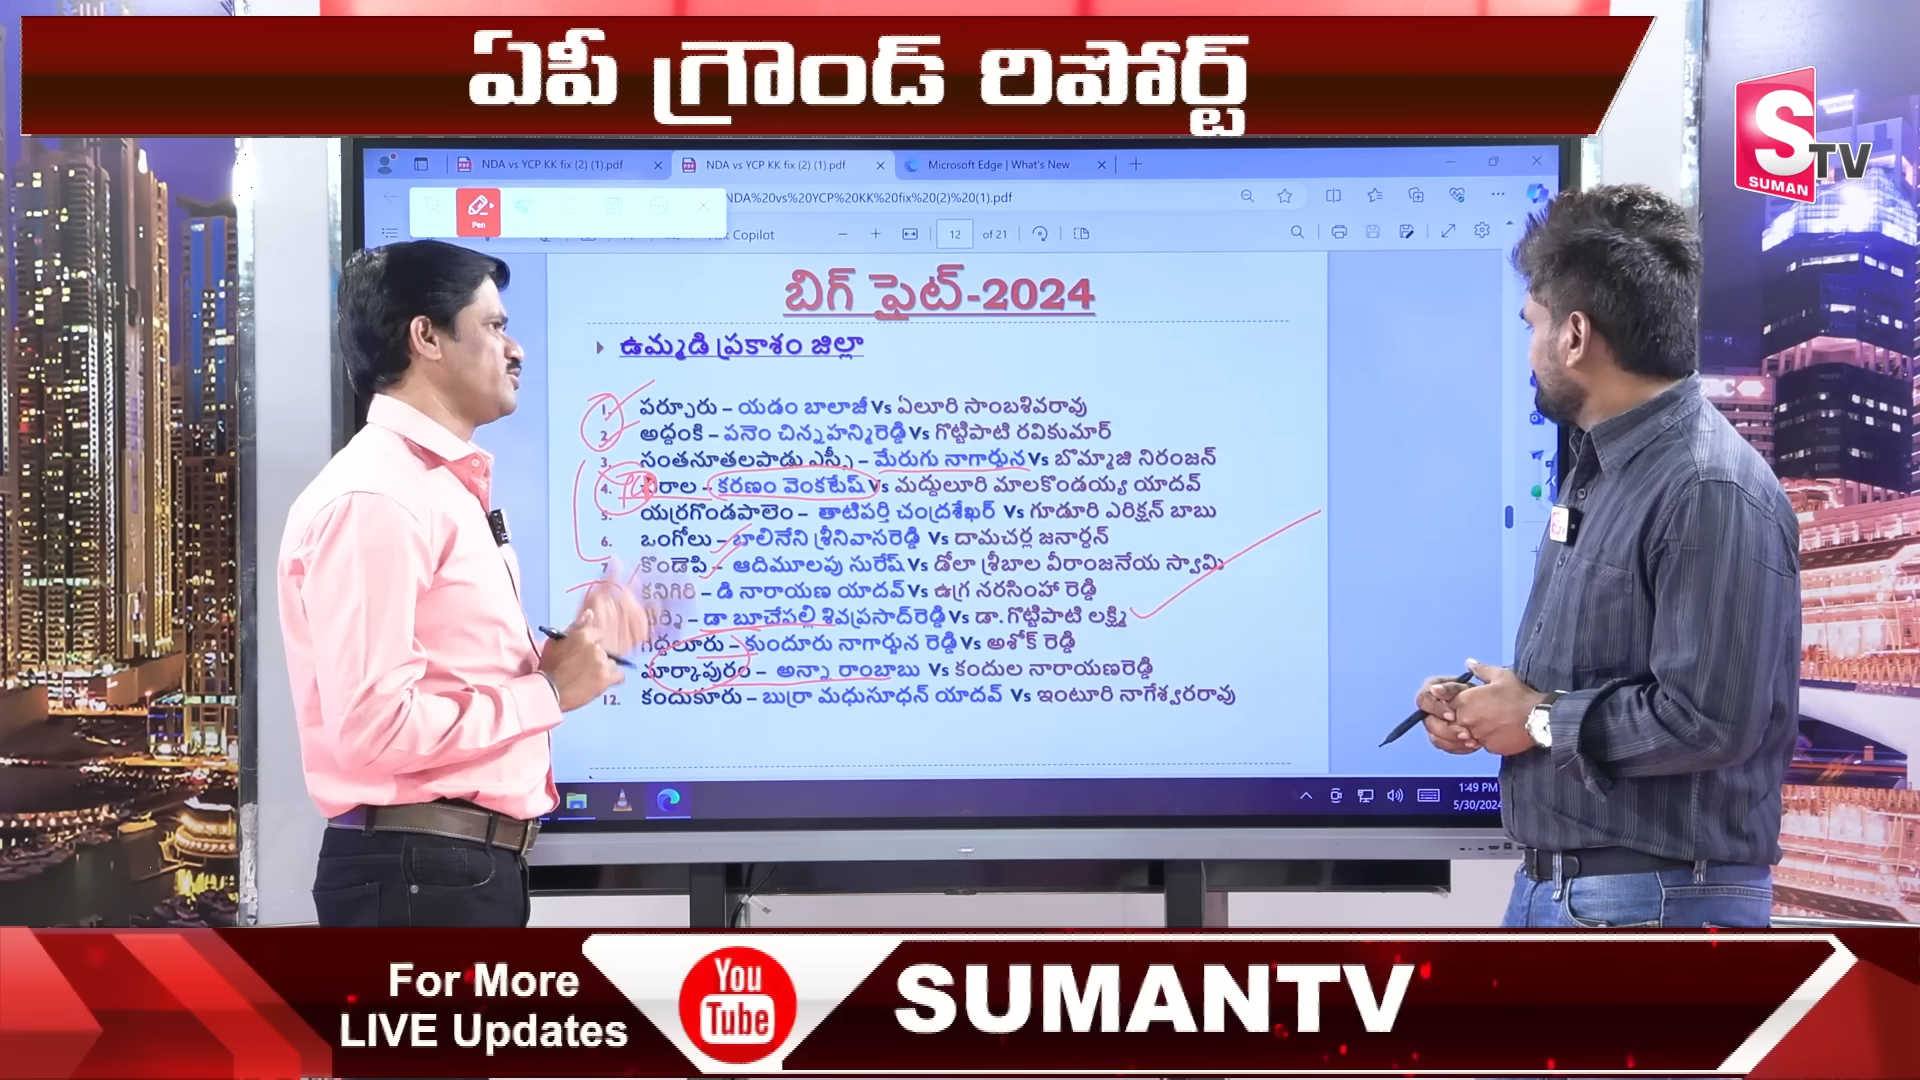 ఏపీ గ్రౌండ్ రిపోర్ట్
S TV
SUMAN
NDA vs YCP KK fix (2) (1).pdf
NDA vs YCP KK fix (2) (1).pdf
Microsoft Edge | What's New
NDA%20vs%20YCP%20KK%20fix%20(2)%20(1).pdf
Pen
Copilot
12 of 21
బిగ్ ఫైట్-2024
ఉమ్మడి ప్రకాశం జిల్లా
1. పర్చూరు – యడం బాలాజీ Vs ఏలూరి సాంబశివరావు
2. అద్దంకి – పనెం చిన్నహన్మిరెడ్డి Vs గొట్టిపాటి రవికుమార్
3. సంతనూతలపాడు ఎస్సీ – మేరుగు నాగార్జున Vs బొమ్మాజి నిరంజన్
4. చీరాల – కరణం వెంకటేష్ Vs మద్దులూరి మాలకొండయ్య యాదవ్
5. యర్రగొండపాలెం – తాటిపర్తి చంద్రశేఖర్ Vs గూడూరి ఎరిక్షన్ బాబు
6. ఒంగోలు – బాలినేని శ్రీనివాసరెడ్డి Vs దామచర్ల జనార్దన్
7. కొండెపి – ఆదిమూలపు సురేష్ Vs డోలా శ్రీబాల వీరాంజనేయ స్వామి
కనిగిరి – డి నారాయణ యాదవ్ Vs ఉగ్ర నరసింహా రెడ్డి
దర్శి – డా బూచేపల్లి శివప్రసాద్‌రెడ్డి Vs డా. గొట్టిపాటి లక్ష్మి
గిద్దలూరు – కుందూరు నాగార్జున రెడ్డి Vs అశోక్ రెడ్డి
మార్కాపురం – అన్నా రాంబాబు Vs కందుల నారాయణరెడ్డి
12. కందుకూరు – బుర్రా మధుసూధన్ యాదవ్ Vs ఇంటూరి నాగేశ్వరరావు
1:49 PM
5/30/2024
For More
LIVE Updates
You
Tube
SUMANTV